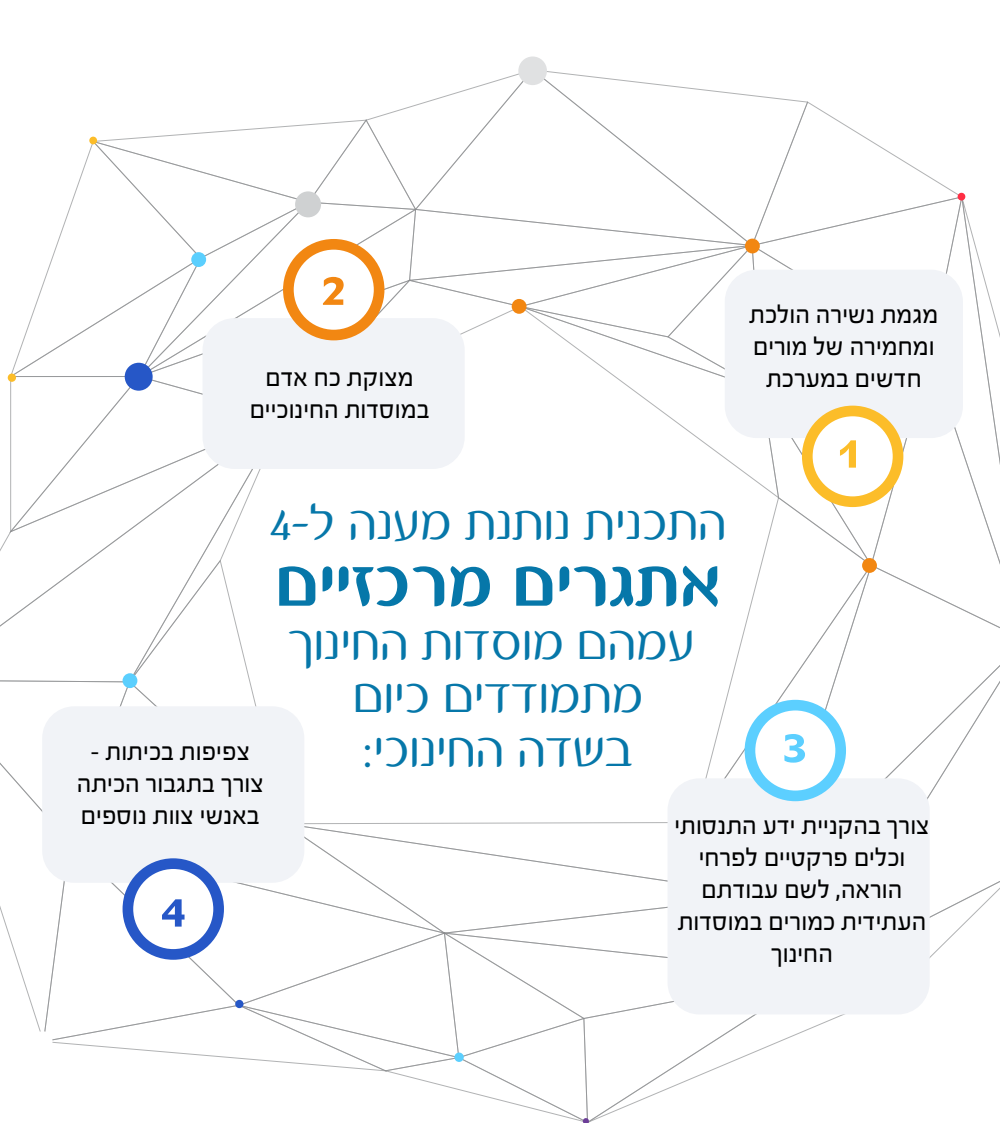 התכנית נותנת מענה ל-4
אתגרים מרכזיים
עמהם מוסדות החינוך
מתמודדים כיום
בשדה החינוכי:
מגמת נשירה הולכת
ומחמירה של מורים
חדשים במערכת
1
2
מצוקת כח אדם
במוסדות החינוכיים
3
צורך בהקניית ידע התנסותי
וכלים פרקטיים לפרחי
הוראה, לשם עבודתם
העתידית כמורים במוסדות
החינוך
צפיפות בכיתות -
צורך בתגבור הכיתה
באנשי צוות נוספים
4